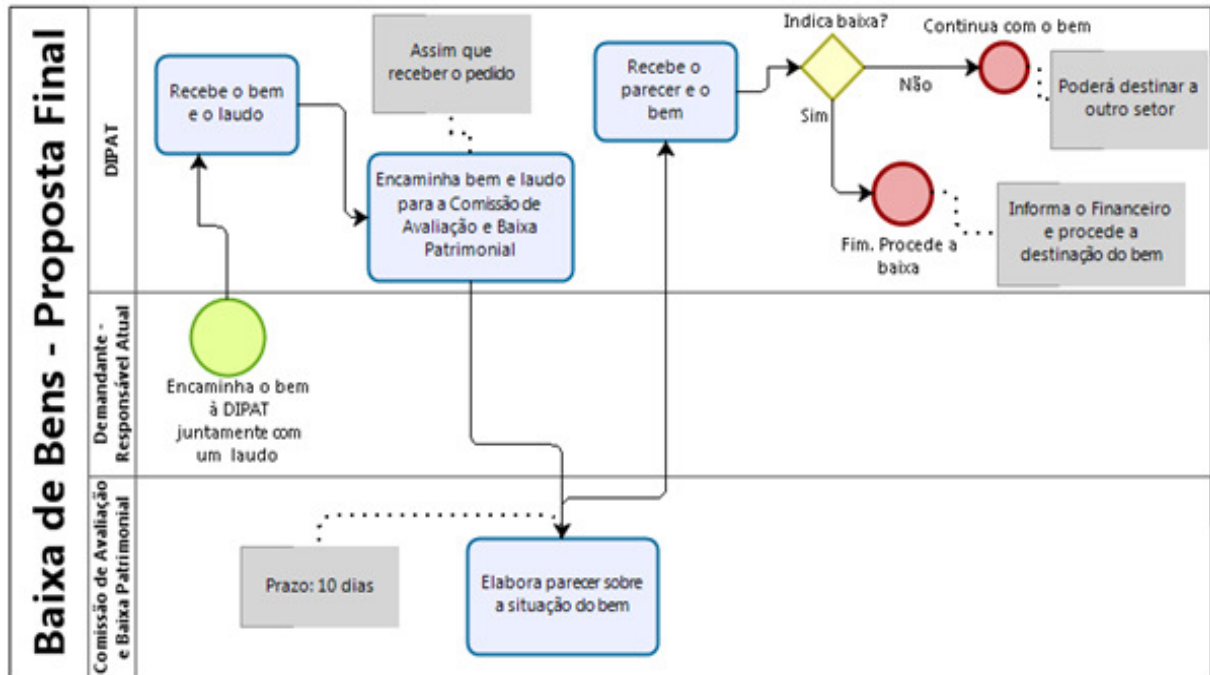 Baixa de Bens - Proposta Final
DIPAT
Recebe o bem
e o laudo
Assim que
receber o pedido
Encaminha bem e laudo
para a Comissão de
Avaliação e Baixa
Patrimonial
Recebe o
parecer e o
bem
Indica baixa?
Não
Sim
Continua com o bem
Poderá destinar a
outro setor
Fim. Procede a
baixa
Informa o Financeiro
e procede a
destinação do bem
Demandante -
Responsável Atual
Encaminha o bem
à DIPAT
juntamente com
um laudo
Comissão de Avaliação
e Baixa Patrimonial
Prazo: 10 dias
Elabora parecer sobre
a situação do bem